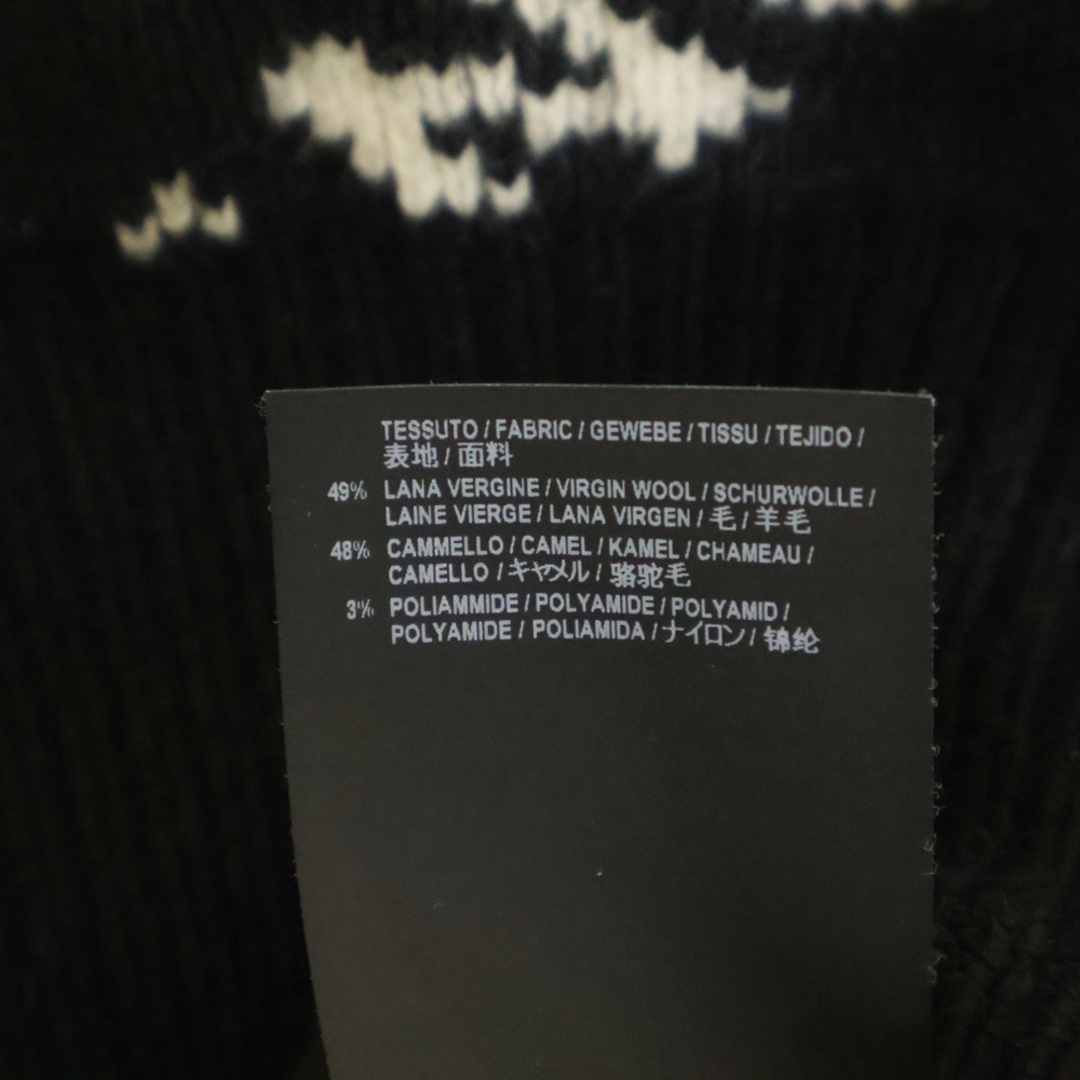 TESSUTO / FABRIC / GEWEBE / TISSU / TEJIDO /
表地 / 面料
49% LANA VERGINE / VIRGIN WOOL / SCHURWOLLE /
LAINE VIERGE / LANA VIRGEN / 毛 / 羊毛
48% CAMMELLO / CAMEL / KAMEL / CHAMEAU /
CAMELLO / キャメル / 骆驼毛
3% POLIAMMIDE / POLYAMIDE / POLYAMID /
POLYAMIDE / POLIAMIDA / ナイロン / 锦纶